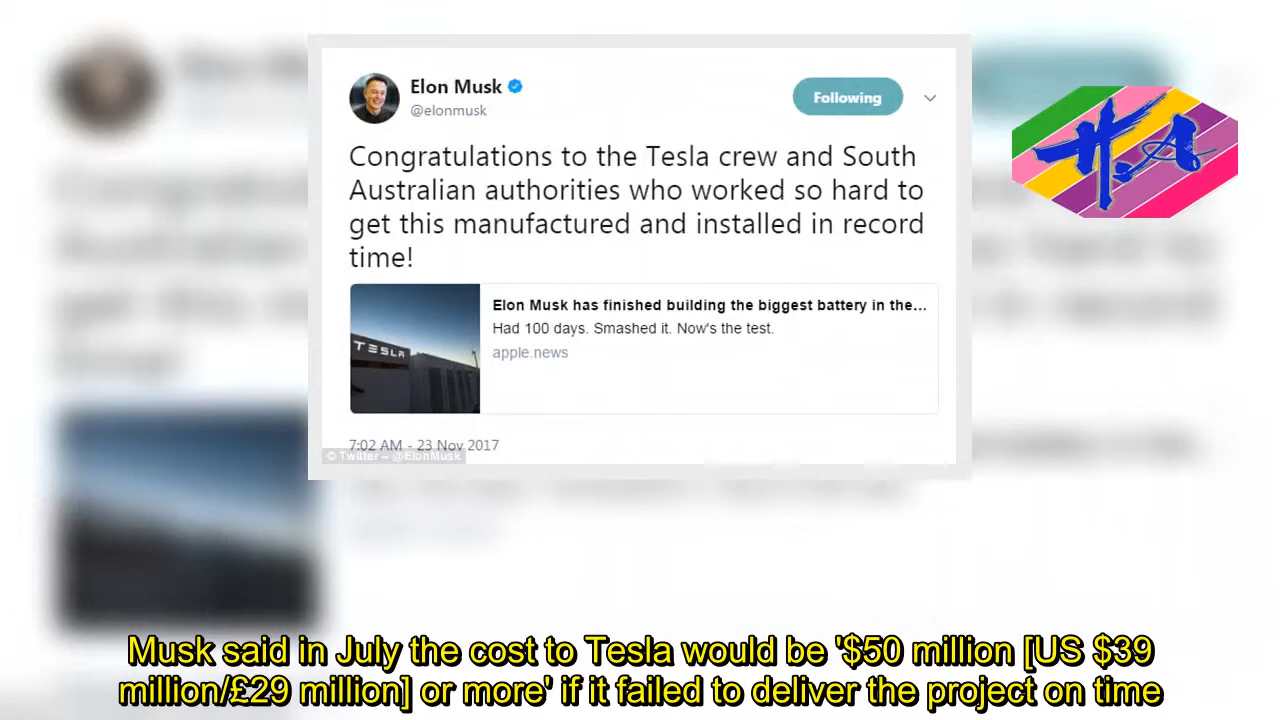 Elon Musk
@elonmusk
Following
Congratulations to the Tesla crew and South
Australian authorities who worked so hard to
get this manufactured and installed in record
time!
TESLA
Elon Musk has finished building the biggest battery in the...
Had 100 days. Smashed it. Now's the test.
apple.news
7:02 AM - 23 Nov 2017
© Twitter – @ElonMusk
H.A
Musk said in July the cost to Tesla would be '$50 million [US $39
million/£29 million] or more' if it failed to deliver the project on time